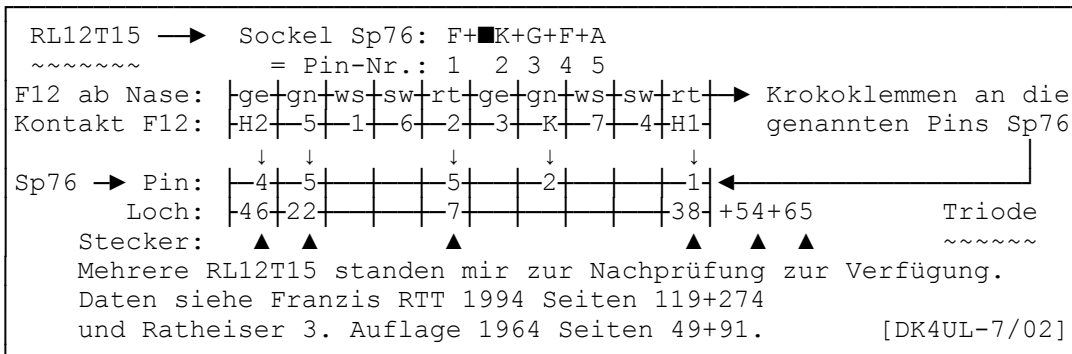 RL12T15 ──► Sockel Sp76: F+■K+G+F+A
~~~~~~~ = Pin-Nr.: 1 2 3 4 5
F12 ab Nase: ├ge┼gn┼ws┼sw┼rt┼ge┼gn┼ws┼sw┼rt┼─► Krokoklemmen an die
Kontakt F12: ├H2┼─5┼─1┼─6┼─2┼─3┼─K┼─7┼─4┼H1┤ genannten Pins Sp76
↓ ↓ ↓ ↓ ↓
Sp76 ─► Pin: ├─4┼─5┼──┼──┼─5┼──┼─2┼──┼──┼─1┤◄
Loch: ├46┼22┼──┼──┼─7┼──┼──┼──┼──┼38┤+54+65 Triode
Stecker: ▲ ▲ ▲ ▲ ▲ ▲ ~~~~~~
Mehrere RL12T15 standen mir zur Nachprüfung zur Verfügung.
Daten siehe Franzis RTT 1994 Seiten 119+274
und Ratheiser 3. Auflage 1964 Seiten 49+91. [DK4UL-7/02]